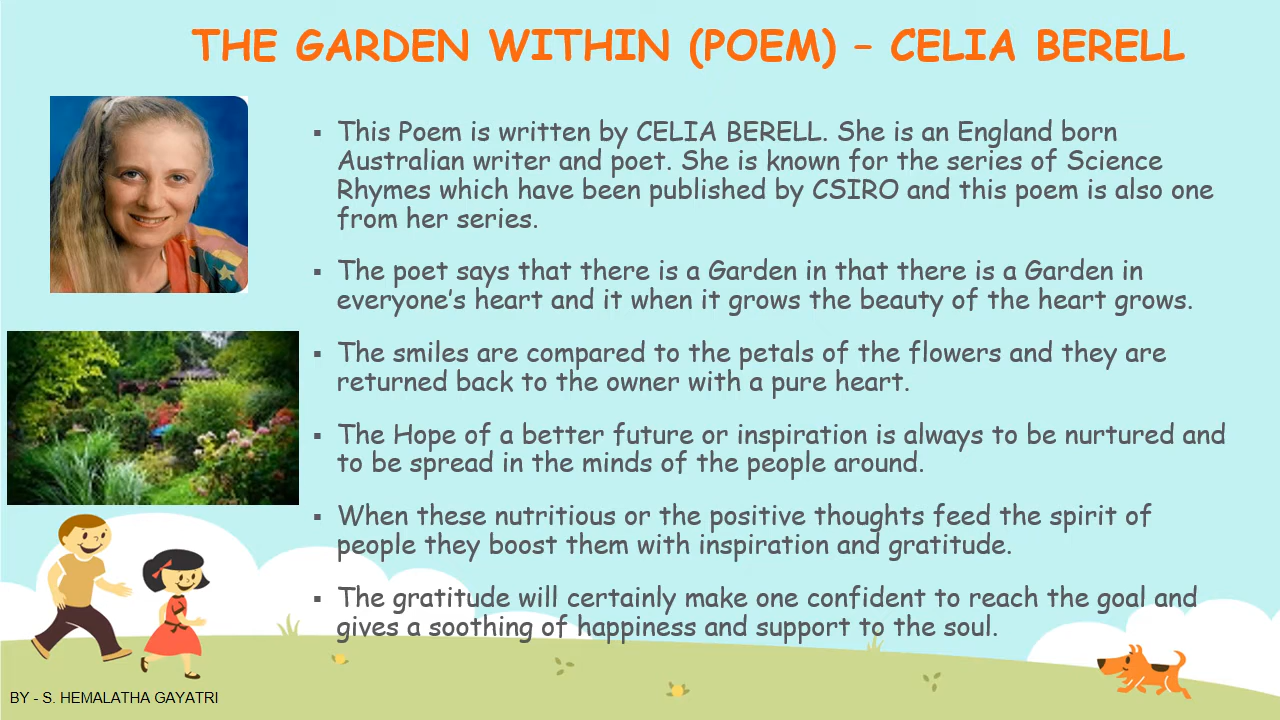 THE GARDEN WITHIN (POEM) – CELIA BERELL
▪ This Poem is written by CELIA BERELL. She is an England born
Australian writer and poet. She is known for the series of Science
Rhymes which have been published by CSIRO and this poem is also one
from her series.
▪ The poet says that there is a Garden in that there is a Garden in
everyone's heart and it when it grows the beauty of the heart grows.
▪ The smiles are compared to the petals of the flowers and they are
returned back to the owner with a pure heart.
▪ The Hope of a better future or inspiration is always to be nurtured and
to be spread in the minds of the people around.
▪ When these nutritious or the positive thoughts feed the spirit of
people they boost them with inspiration and gratitude.
▪ The gratitude will certainly make one confident to reach the goal and
gives a soothing of happiness and support to the soul.
BY - S. HEMALATHA GAYATRI